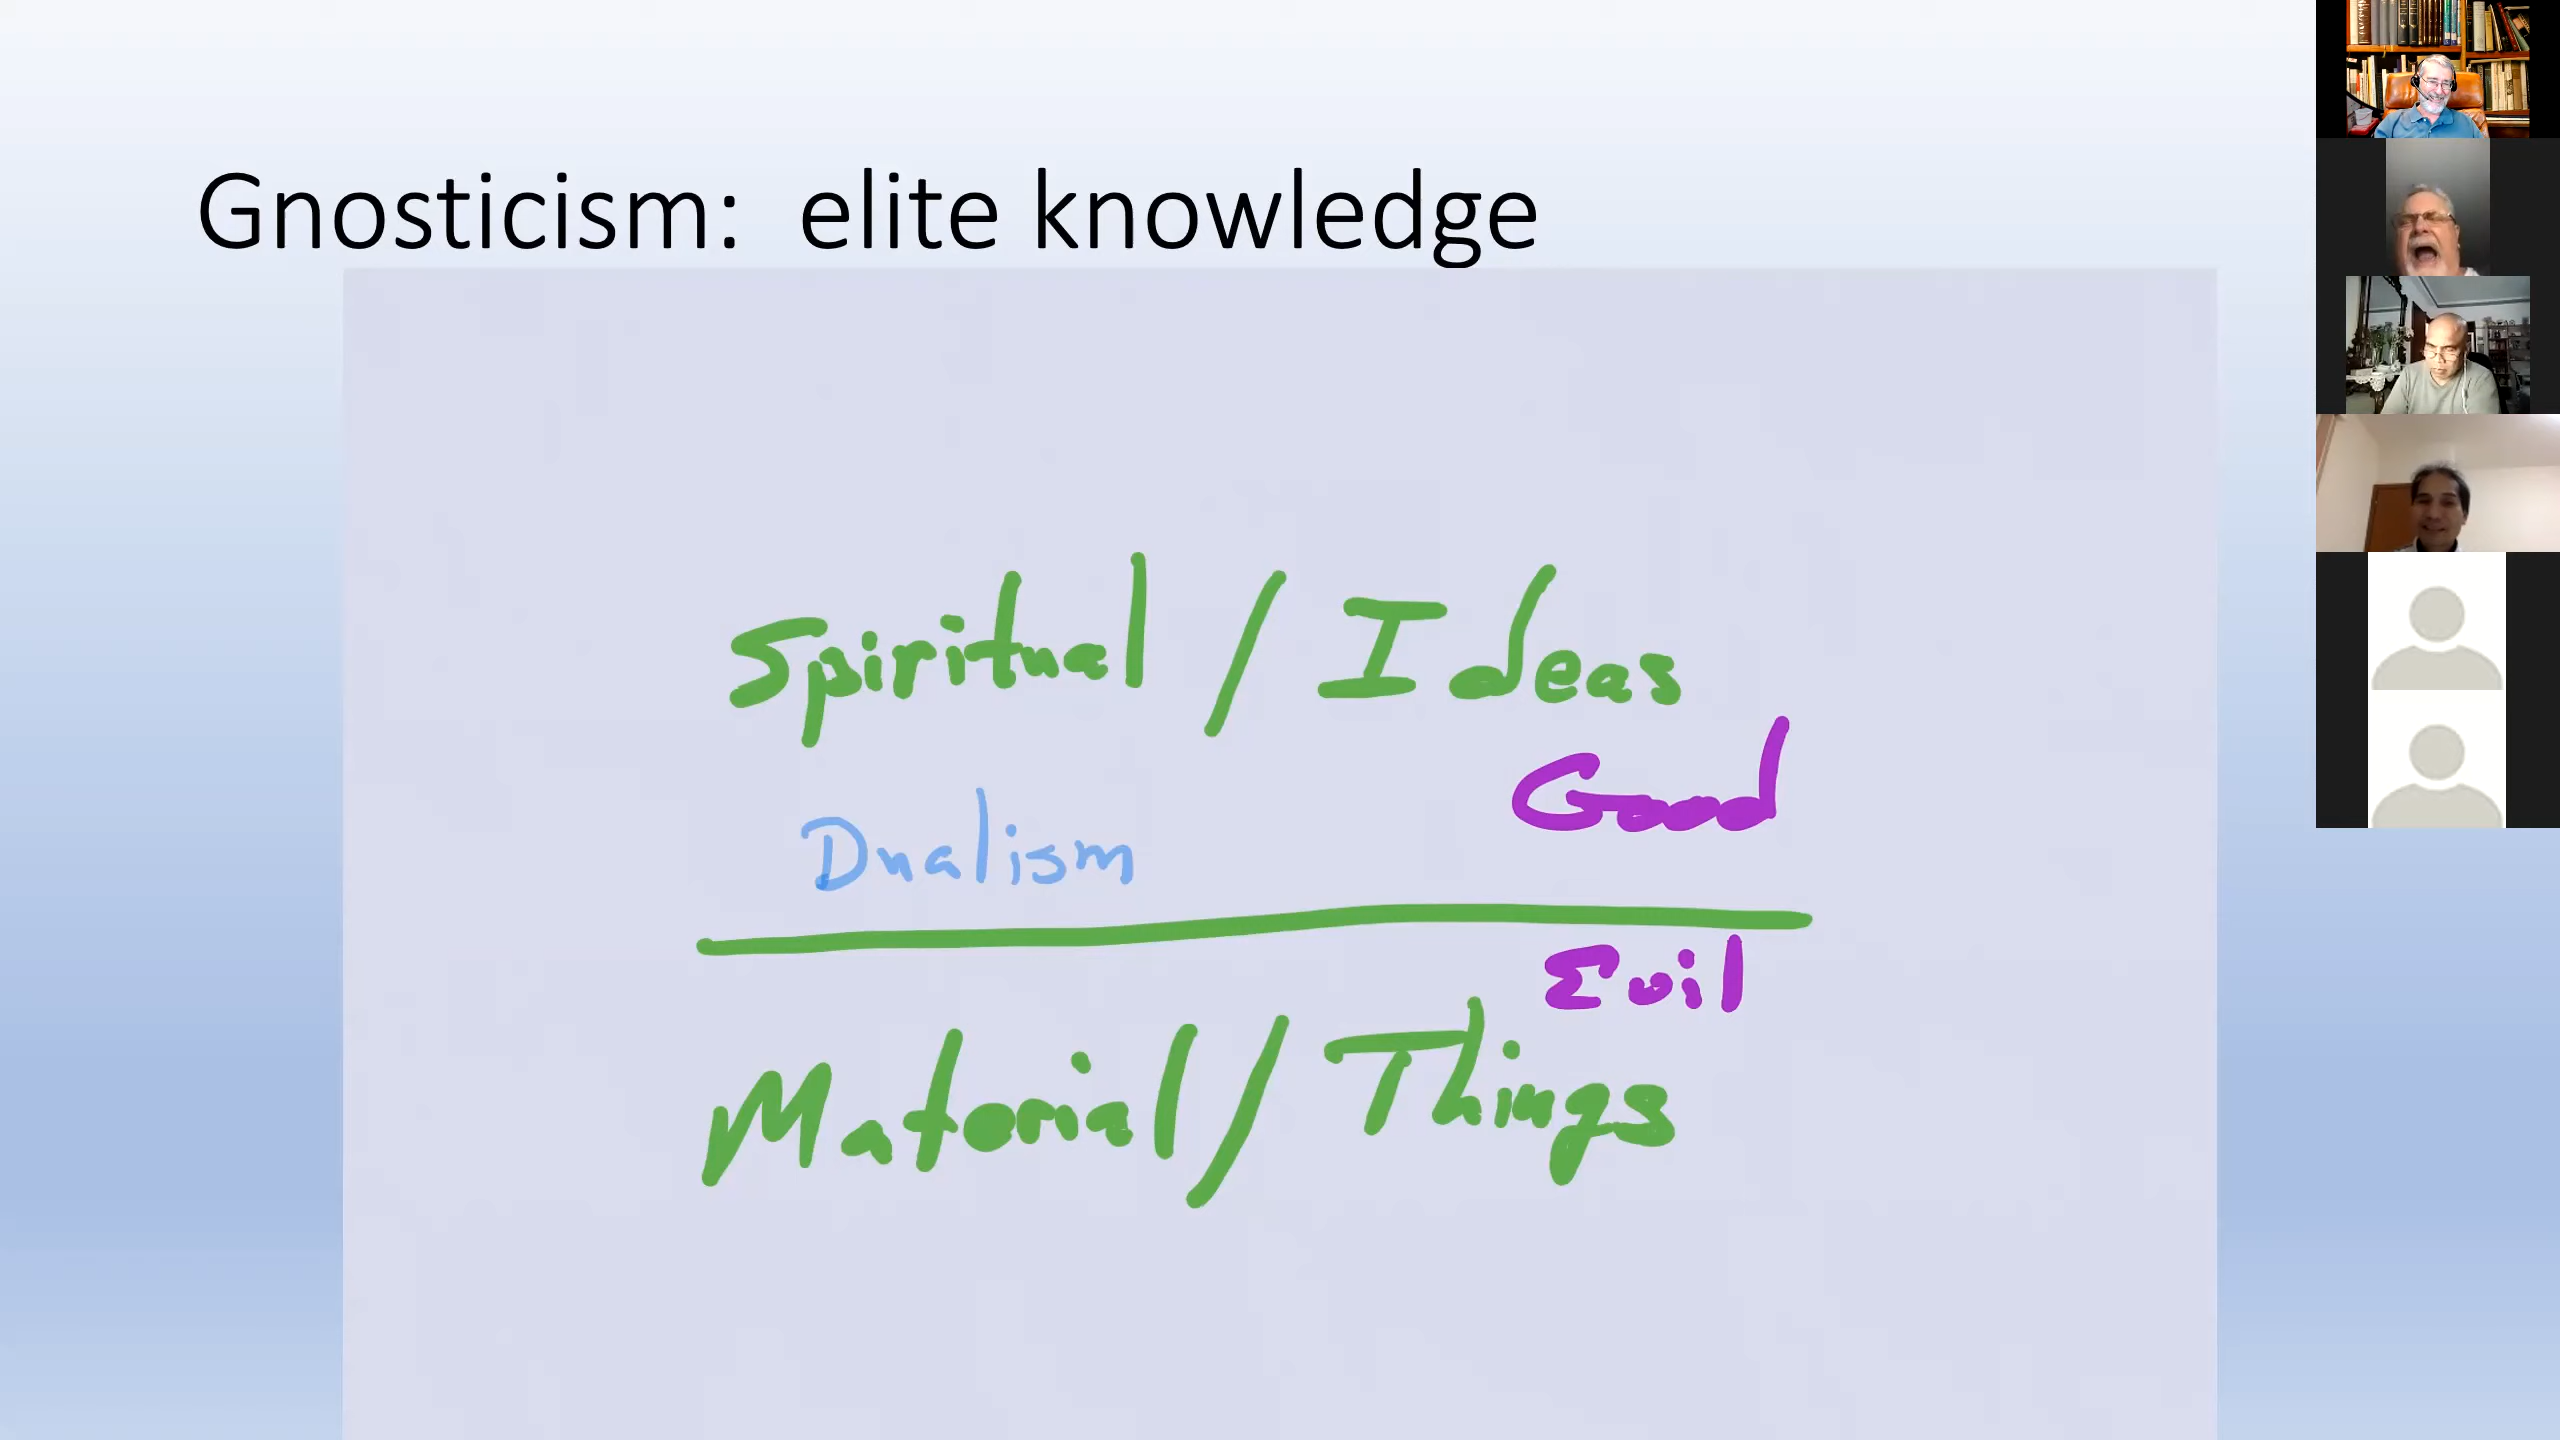 Gnosticism:  elite knowledge
Spiritual / Ideas
Good
Dualism
Evil
Material / Things